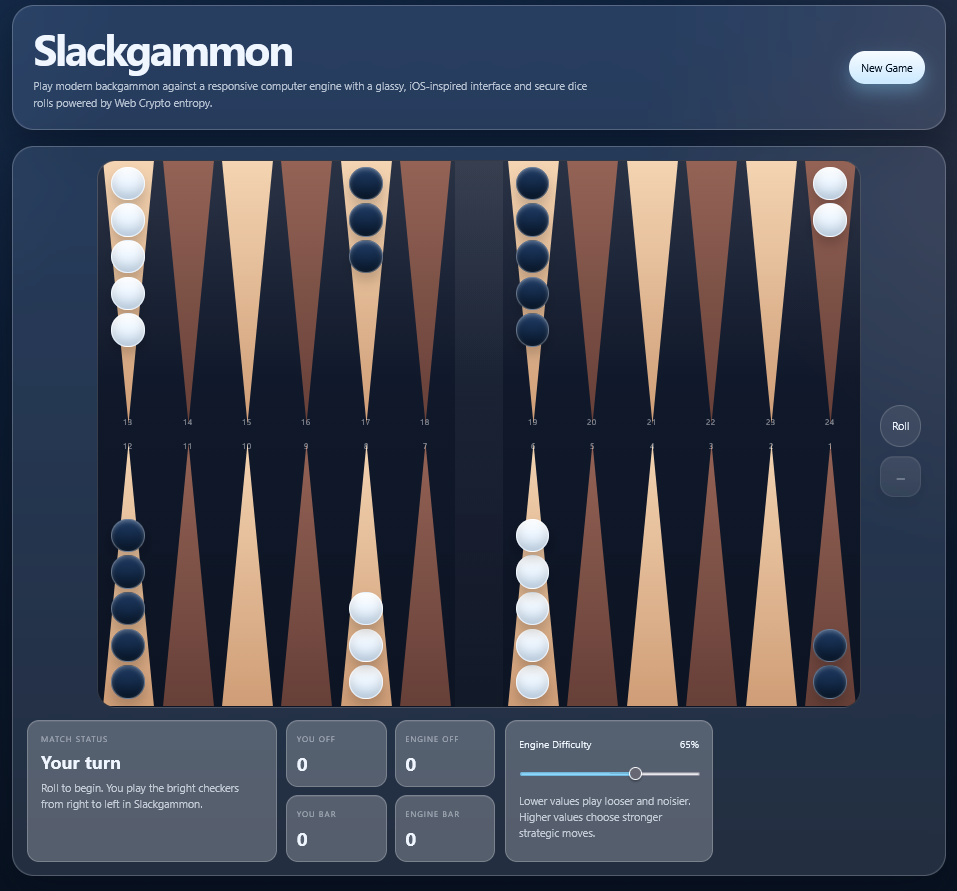 Slackgammon
Play modern backgammon against a responsive computer engine with a glassy, iOS-inspired interface and secure dice
rolls powered by Web Crypto entropy.
New Game
13 14 15 16 17 18 19 20 21 22 23 24
12 11 10 9 8 7 6 5 4 3 2 1
Roll
–
MATCH STATUS
Your turn
Roll to begin. You play the bright checkers
from right to left in Slackgammon.
YOU OFF
0
ENGINE OFF
0
YOU BAR
0
ENGINE BAR
0
Engine Difficulty 65%
Lower values play looser and noisier.
Higher values choose stronger
strategic moves.